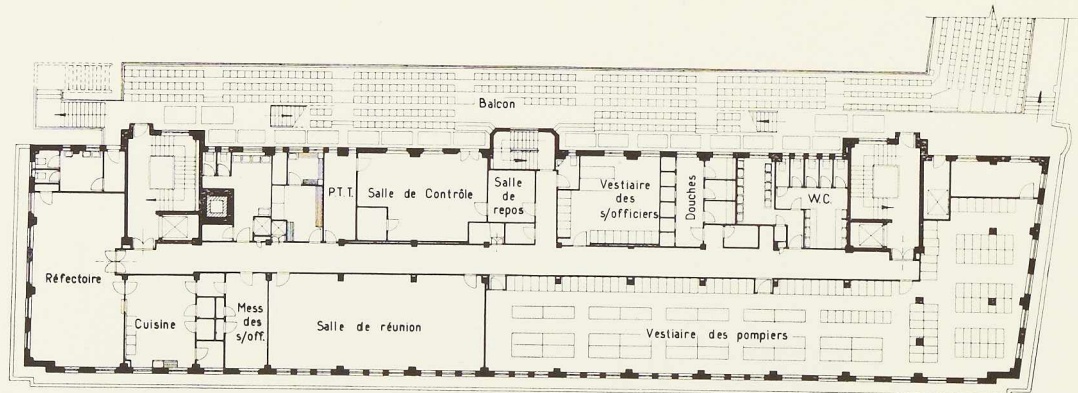 Balcon
P.T.T.
Salle de Contrôle
Salle
de
repos
Vestiaire
des
s/officiers
Douches
W.C.
Réfectoire
Cuisine
Mess
des
s/off.
Salle de réunion
Vestiaire des pompiers